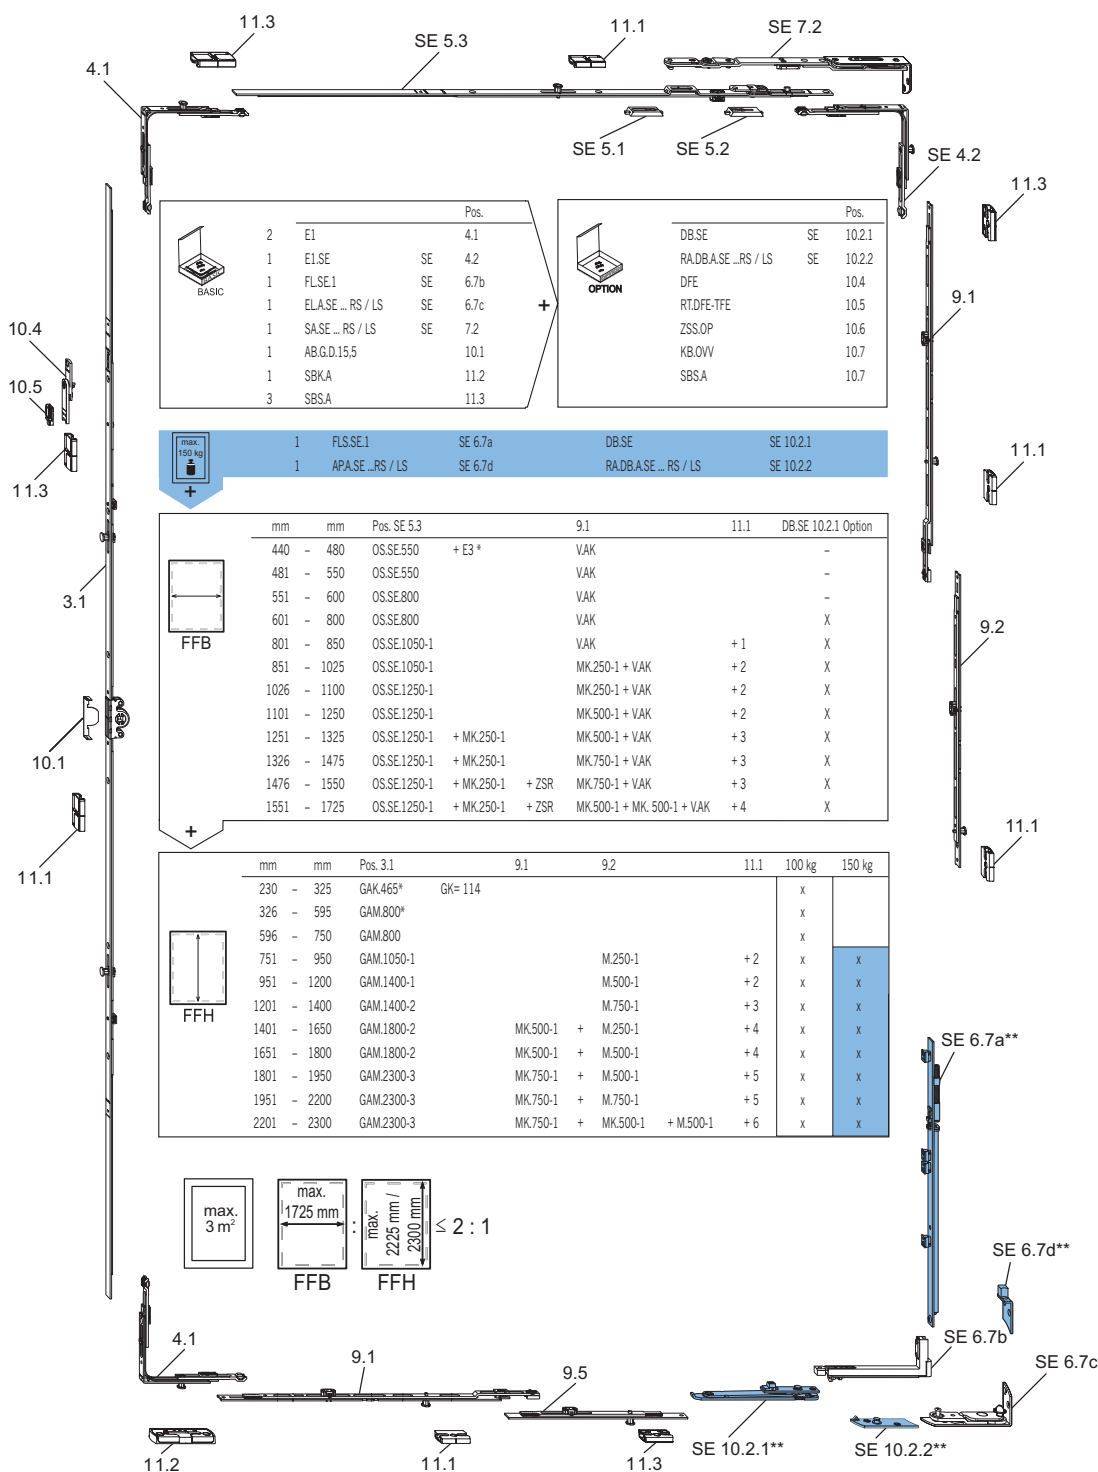 11.3
SE 5.3
11.1
SE 7.2
4.1
SE 5.1
SE 5.2
SE 4.2
11.3
Pos.
2 E1 4.1
1 E1.SE SE 4.2
1 FL.SE.1 SE 6.7b
1 EL.A.SE ... RS / LS SE 6.7c
1 SA.SE ... RS / LS SE 7.2
1 AB.G.D.15,5 10.1
1 SBK.A 11.2
3 SBS.A 11.3
BASIC
+
Pos.
DB.SE SE 10.2.1
RA.DB.A.SE ...RS / LS SE 10.2.2
DFE 10.4
RT.DFE-TFE 10.5
ZSS.OP 10.6
KB.OVV 10.7
SBS.A 10.7
OPTION
9.1
10.4
10.5
11.3
max.
150 kg
+
1 FLS.SE.1 SE 6.7a DB.SE SE 10.2.1
1 AP.A.SE ...RS / LS SE 6.7d RA.DB.A.SE ... RS / LS SE 10.2.2
11.1
mm mm Pos. SE 5.3 9.1 11.1 DB.SE 10.2.1 Option
440 – 480 OS.SE.550 + E3 * V.AK –
481 – 550 OS.SE.550 V.AK –
551 – 600 OS.SE.800 V.AK –
601 – 800 OS.SE.800 V.AK X
801 – 850 OS.SE.1050-1 V.AK + 1 X
851 – 1025 OS.SE.1050-1 MK.250-1 + V.AK + 2 X
1026 – 1100 OS.SE.1250-1 MK.250-1 + V.AK + 2 X
1101 – 1250 OS.SE.1250-1 MK.500-1 + V.AK + 2 X
1251 – 1325 OS.SE.1250-1 + MK.250-1 MK.500-1 + V.AK + 3 X
1326 – 1475 OS.SE.1250-1 + MK.250-1 MK.750-1 + V.AK + 3 X
1476 – 1550 OS.SE.1250-1 + MK.250-1 + ZSR MK.750-1 + V.AK + 3 X
1551 – 1725 OS.SE.1250-1 + MK.250-1 + ZSR MK.500-1 + MK. 500-1 + V.AK + 4 X
FFB
+
3.1
9.2
10.1
11.1
11.1
mm mm Pos. 3.1 9.1 9.2 11.1 100 kg 150 kg
230 – 325 GAK.465* GK= 114 x
326 – 595 GAM.800* x
596 – 750 GAM.800 x
751 – 950 GAM.1050-1 M.250-1 + 2 x x
951 – 1200 GAM.1400-1 M.500-1 + 2 x x
1201 – 1400 GAM.1400-2 M.750-1 + 3 x x
1401 – 1650 GAM.1800-2 MK.500-1 + M.250-1 + 4 x x
1651 – 1800 GAM.1800-2 MK.500-1 + M.500-1 + 4 x x
1801 – 1950 GAM.2300-3 MK.750-1 + M.500-1 + 5 x x
1951 – 2200 GAM.2300-3 MK.750-1 + M.750-1 + 5 x x
2201 – 2300 GAM.2300-3 MK.750-1 + MK.500-1 + M.500-1 + 6 x x
FFH
SE 6.7a**
max.
3 m²
max.
1725 mm
FFB
:
max.
2225 mm /
2300 mm
FFH
≤ 2 : 1
SE 6.7d**
4.1
9.1
9.5
SE 6.7b
SE 6.7c
11.2
11.1
11.3
SE 10.2.1**
SE 10.2.2**